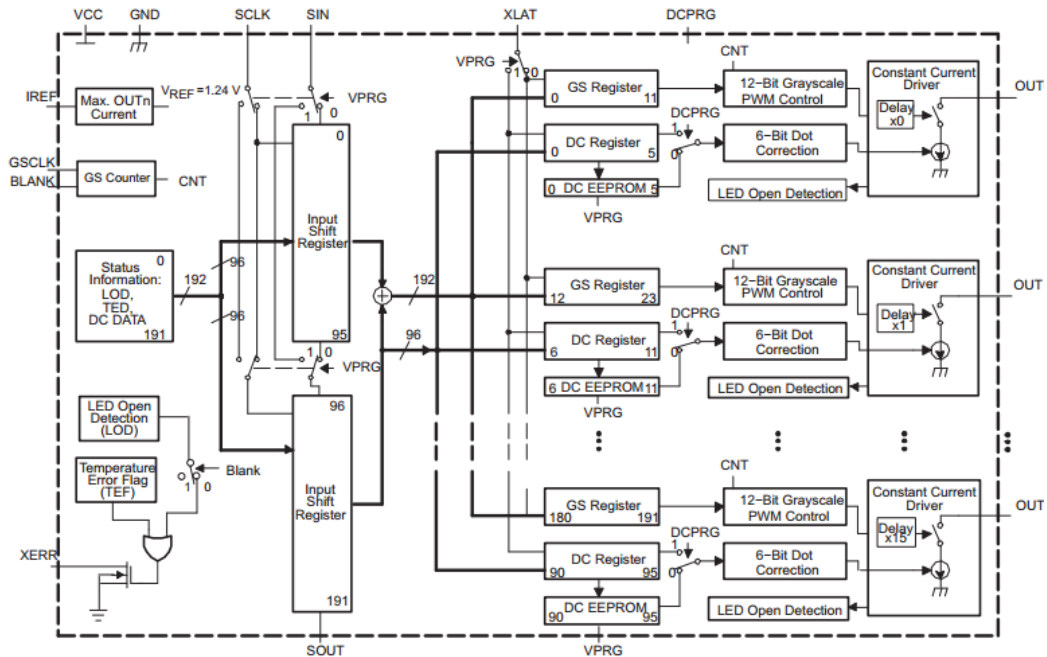 VCC
GND
SCLK
SIN
XLAT
DCPRG
IREF
Max. OUTn
Current
VREF =1.24 V
VPRG
1
0
GSCLK
BLANK
GS Counter
CNT
0
Input
Shift
Register
95
0
Status
Information:
LOD,
TED,
DC DATA
191
192
96
96
1
0
VPRG
96
Input
Shift
Register
191
SOUT
LED Open
Detection
(LOD)
Temperature
Error Flag
(TEF)
1
0
Blank
XERR
192
96
VPRG
1
0
GS Register
0
11
CNT
12−Bit Grayscale
PWM Control
DC Register
0
5
DCPRG
1
0
6−Bit Dot
Correction
0
DC EEPROM
5
VPRG
LED Open Detection
Constant Current
Driver
Delay
x0
OUT
GS Register
12
23
CNT
12−Bit Grayscale
PWM Control
DC Register
6
11
DCPRG
1
0
6−Bit Dot
Correction
6
DC EEPROM
11
VPRG
LED Open Detection
Constant Current
Driver
Delay
x1
OUT
GS Register
180
191
CNT
12−Bit Grayscale
PWM Control
DC Register
90
95
DCPRG
1
0
6−Bit Dot
Correction
DC EEPROM
90
95
VPRG
LED Open Detection
Constant Current
Driver
Delay
x15
OUT